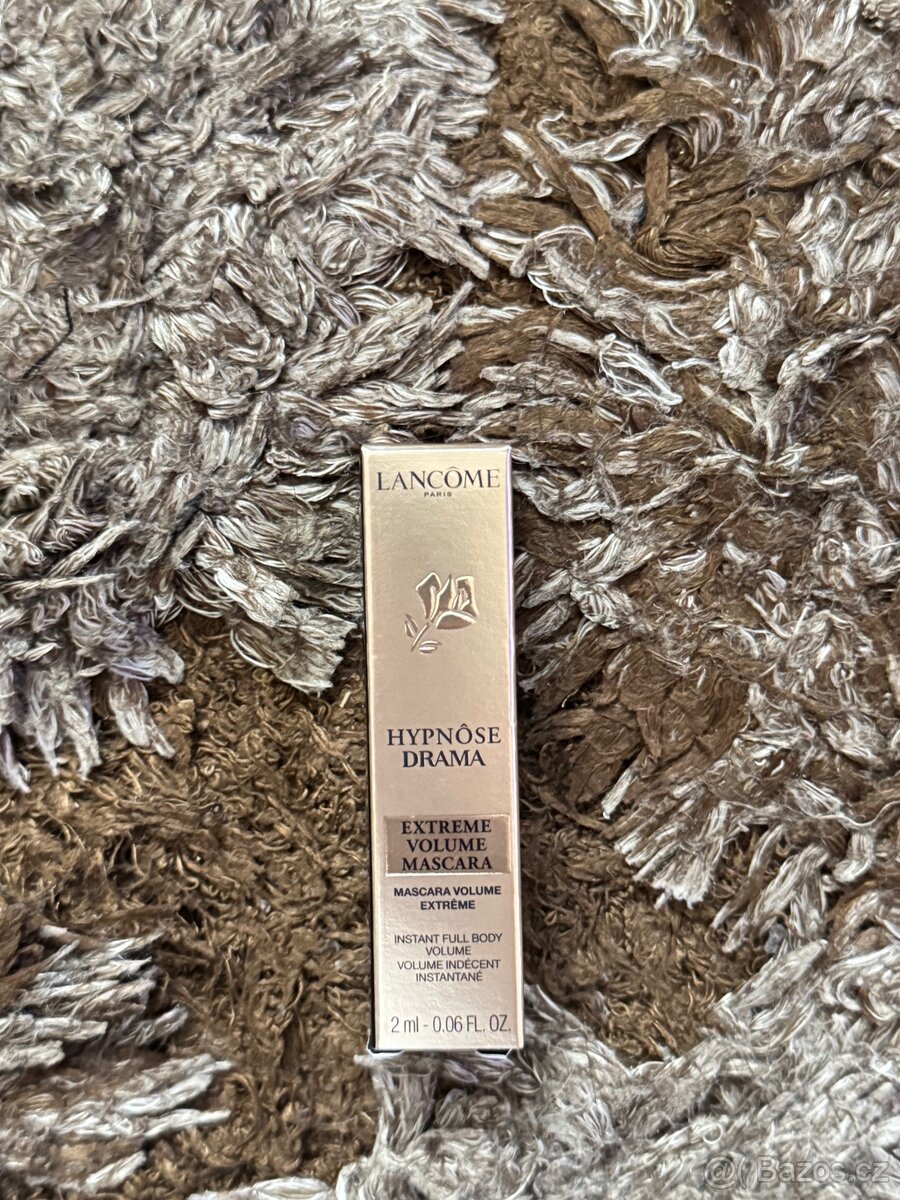 LANCÔME
PARIS
HYPNÔSE
DRAMA
EXTREME
VOLUME
MASCARA
MASCARA VOLUME
EXTRÊME
INSTANT FULL BODY
VOLUME
VOLUME INDÉCENT
INSTANTANÉ
2 ml - 0.06 FL. OZ.
@( Bazos.cz